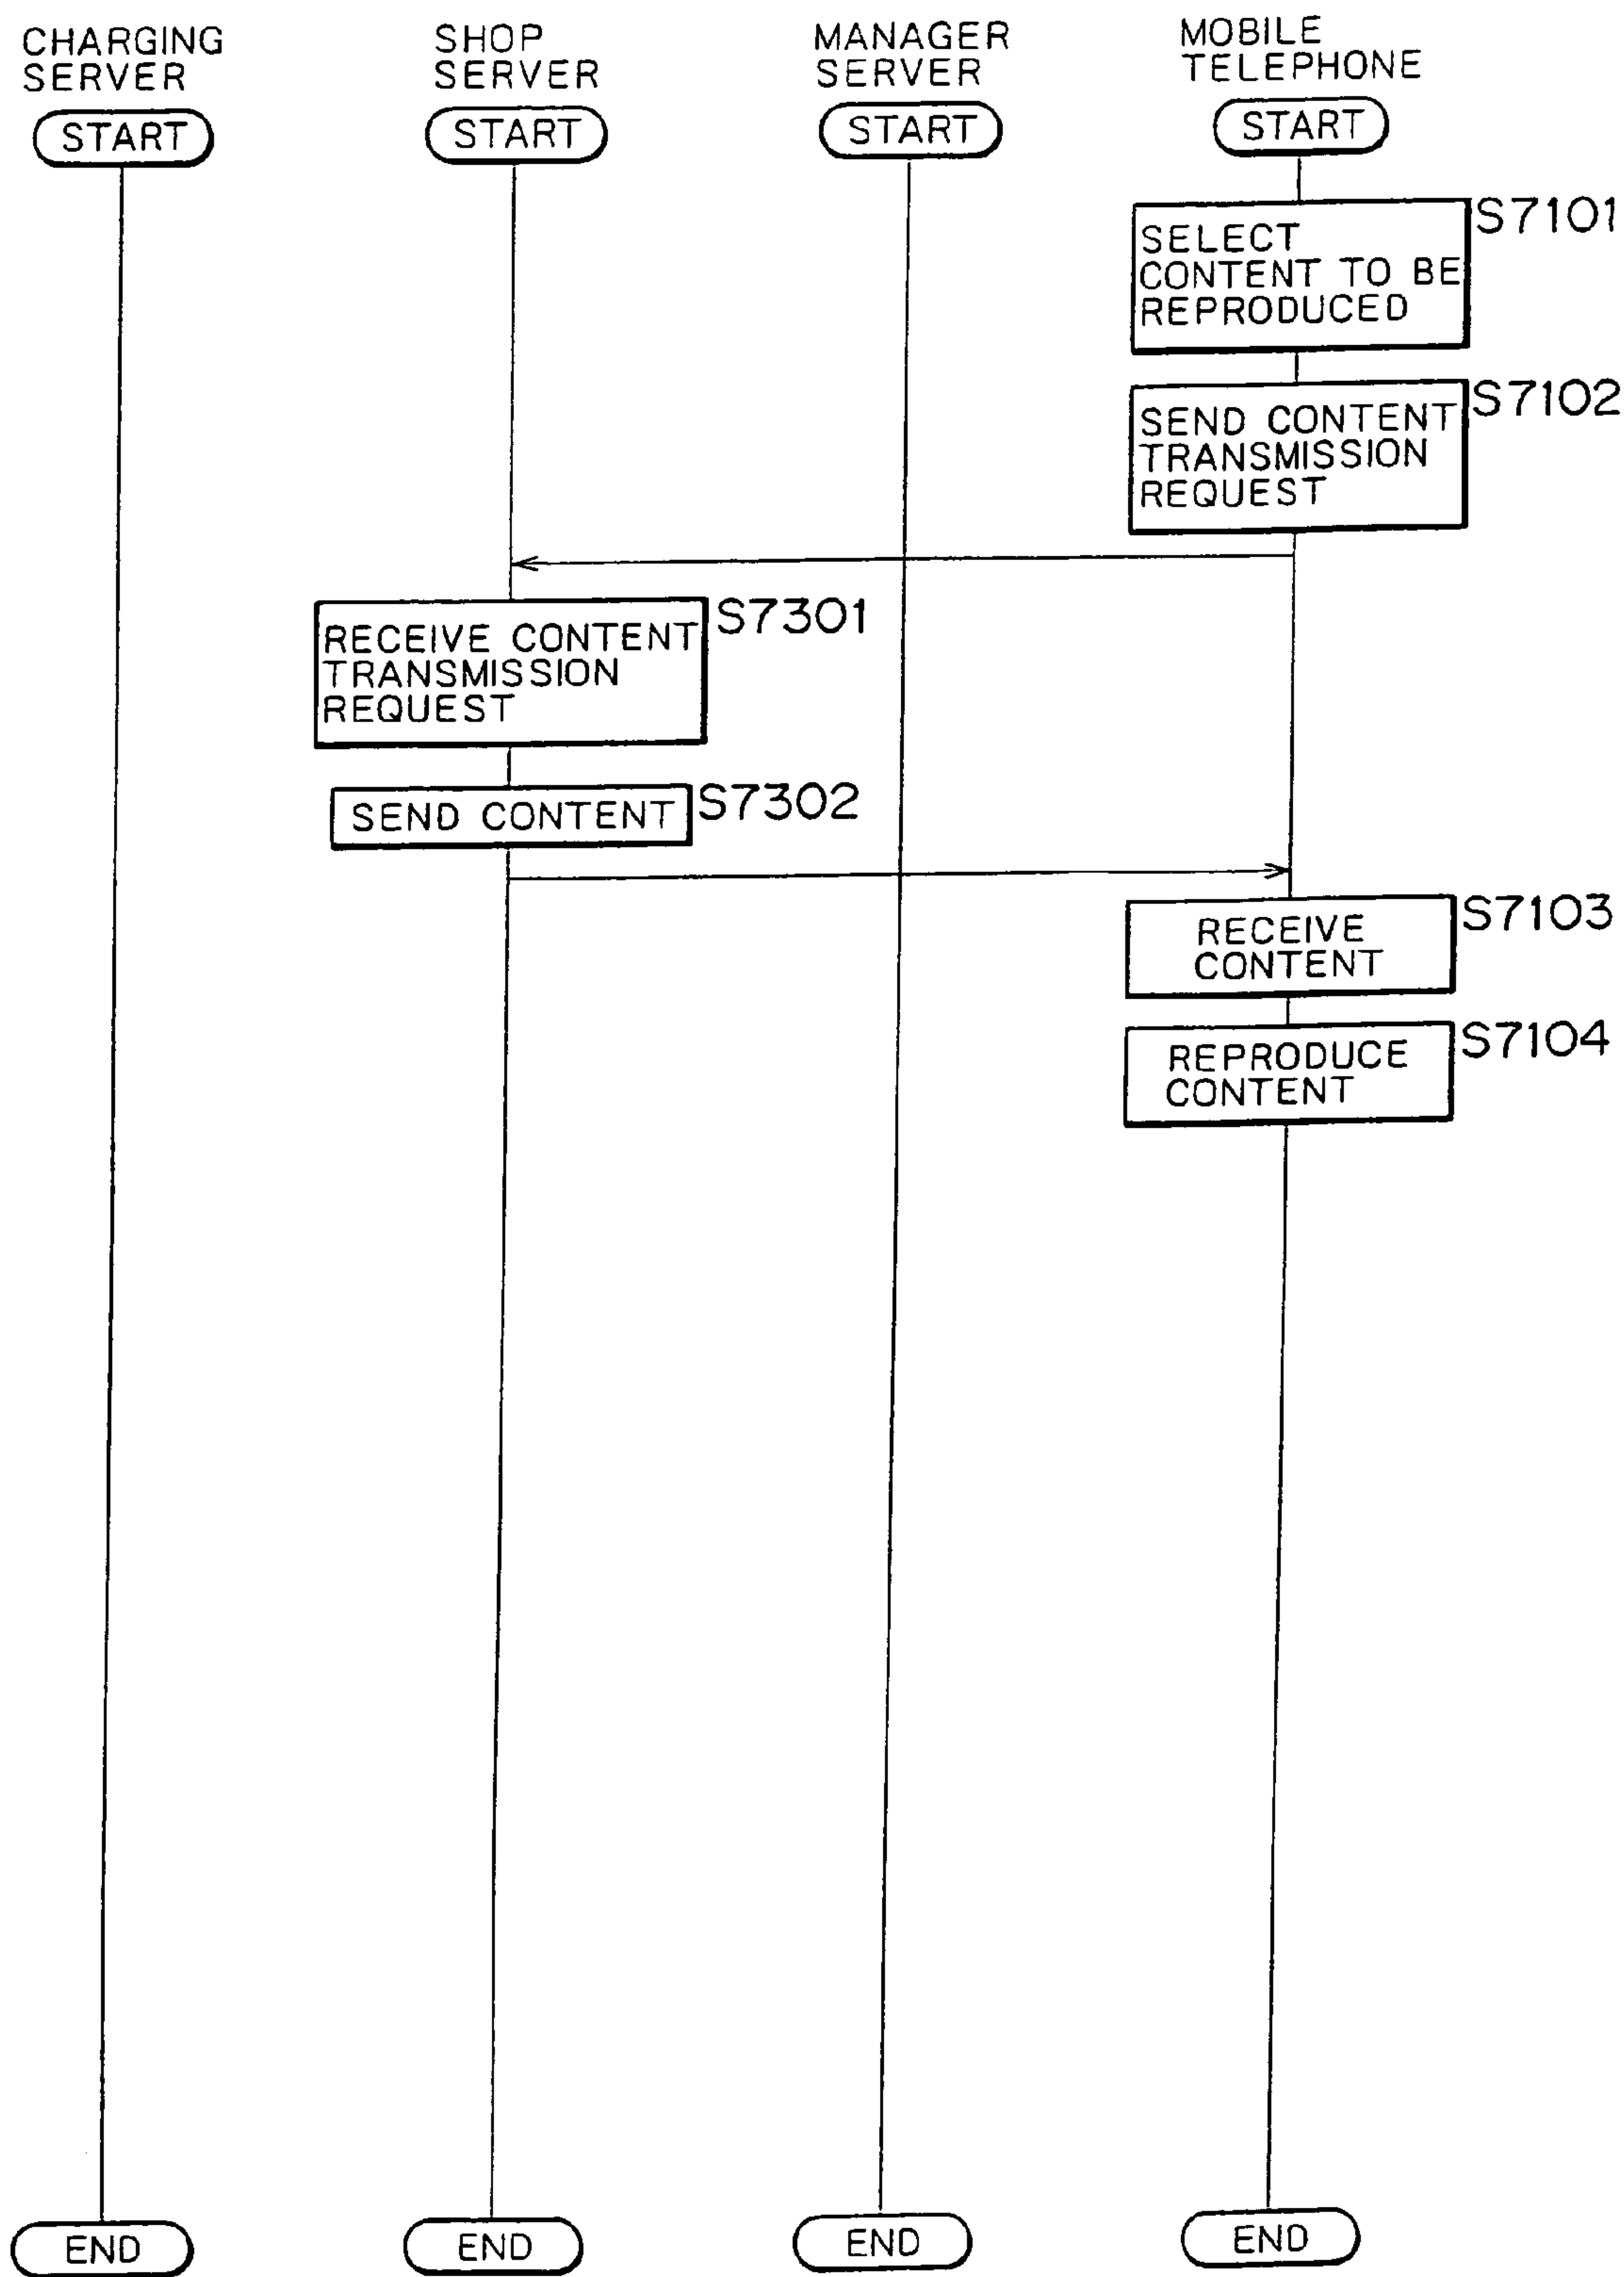 CHARGING
SERVER
SHOP
SERVER
MANAGER
SERVER
MOBILE
TELEPHONE
START
START
START
START
S7101
SELECT
CONTENT TO BE
REPRODUCED
S7102
SEND CONTENT
TRANSMISSION
REQUEST
S7301
RECEIVE CONTENT
TRANSMISSION
REQUEST
S7302
SEND CONTENT
S7103
RECEIVE
CONTENT
S7104
REPRODUCE
CONTENT
END
END
END
END